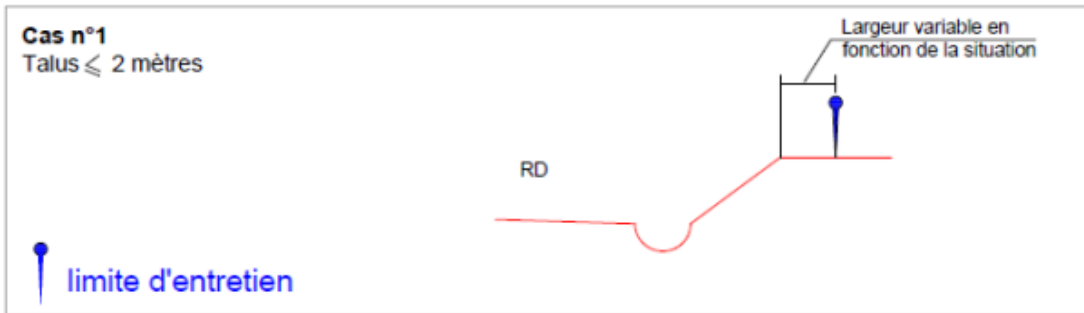 Cas n°1
Talus ⩽ 2 mètres
Largeur variable en
fonction de la situation
RD
limite d'entretien